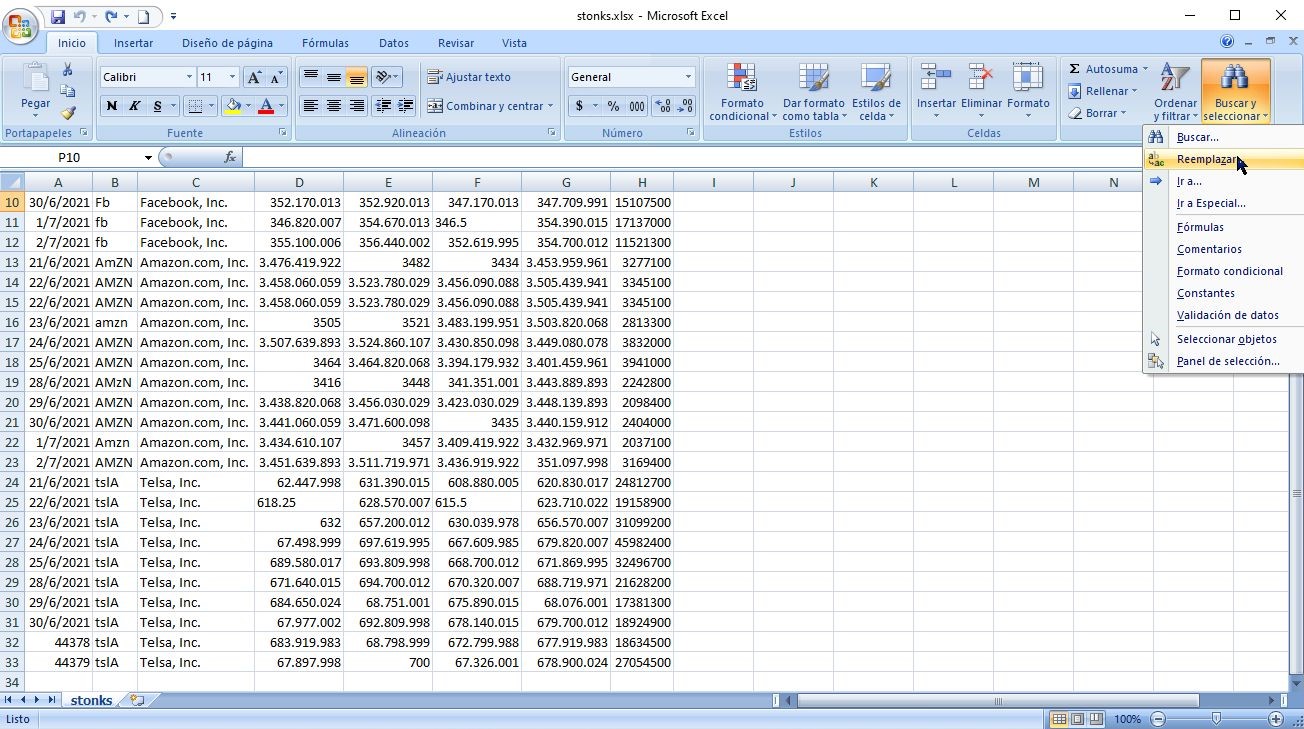 stonks.xlsx - Microsoft Excel
Inicio Insertar Diseño de página Fórmulas Datos Revisar Vista
Calibri 11 Ajustar texto General Autosuma
Pegar Formato condicional Dar formato como tabla Estilos de celda Insertar Eliminar Formato Rellenar Ordenar y filtrar Buscar y seleccionar
N K S A Combinar y centrar $ % 000 Borrar
Portapapeles Fuente Alineación Número Estilos Celdas
P10 fx
Buscar...
Reemplazar
Ir a...
Ir a Especial...
Fórmulas
Comentarios
Formato condicional
Constantes
Validación de datos
Seleccionar objetos
Panel de selección...
A B C D E F G H I J K L M N
10 30/6/2021 Fb Facebook, Inc. 352.170.013 352.920.013 347.170.013 347.709.991 15107500
11 1/7/2021 fb Facebook, Inc. 346.820.007 354.670.013 346.5 354.390.015 17137000
12 2/7/2021 fb Facebook, Inc. 355.100.006 356.440.002 352.619.995 354.700.012 11521300
13 21/6/2021 AmZN Amazon.com, Inc. 3.476.419.922 3482 3434 3.453.959.961 3277100
14 22/6/2021 AMZN Amazon.com, Inc. 3.458.060.059 3.523.780.029 3.456.090.088 3.505.439.941 3345100
15 22/6/2021 AMZN Amazon.com, Inc. 3.458.060.059 3.523.780.029 3.456.090.088 3.505.439.941 3345100
16 23/6/2021 amzn Amazon.com, Inc. 3505 3521 3.483.199.951 3.503.820.068 2813300
17 24/6/2021 AMZN Amazon.com, Inc. 3.507.639.893 3.524.860.107 3.430.850.098 3.449.080.078 3832000
18 25/6/2021 AMZN Amazon.com, Inc. 3464 3.464.820.068 3.394.179.932 3.401.459.961 3941000
19 28/6/2021 AMzN Amazon.com, Inc. 3416 3448 341.351.001 3.443.889.893 2242800
20 29/6/2021 AMZN Amazon.com, Inc. 3.438.820.068 3.456.030.029 3.423.030.029 3.448.139.893 2098400
21 30/6/2021 AMZN Amazon.com, Inc. 3.441.060.059 3.471.600.098 3435 3.440.159.912 2404000
22 1/7/2021 Amzn Amazon.com, Inc. 3.434.610.107 3457 3.409.419.922 3.432.969.971 2037100
23 2/7/2021 AMZN Amazon.com, Inc. 3.451.639.893 3.511.719.971 3.436.919.922 351.097.998 3169400
24 21/6/2021 tslA Telsa, Inc. 62.447.998 631.390.015 608.880.005 620.830.017 24812700
25 22/6/2021 tslA Telsa, Inc. 618.25 628.570.007 615.5 623.710.022 19158900
26 23/6/2021 tslA Telsa, Inc. 632 657.200.012 630.039.978 656.570.007 31099200
27 24/6/2021 tslA Telsa, Inc. 67.498.999 697.619.995 667.609.985 679.820.007 45982400
28 25/6/2021 tslA Telsa, Inc. 689.580.017 693.809.998 668.700.012 671.869.995 32496700
29 28/6/2021 tslA Telsa, Inc. 671.640.015 694.700.012 670.320.007 688.719.971 21628200
30 29/6/2021 tslA Telsa, Inc. 684.650.024 68.751.001 675.890.015 68.076.001 17381300
31 30/6/2021 tslA Telsa, Inc. 67.977.002 692.809.998 678.140.015 679.700.012 18924900
32 44378 tslA Telsa, Inc. 683.919.983 68.798.999 672.799.988 677.919.983 18634500
33 44379 tslA Telsa, Inc. 67.897.998 700 67.326.001 678.900.024 27054500
34
stonks
Listo 100%